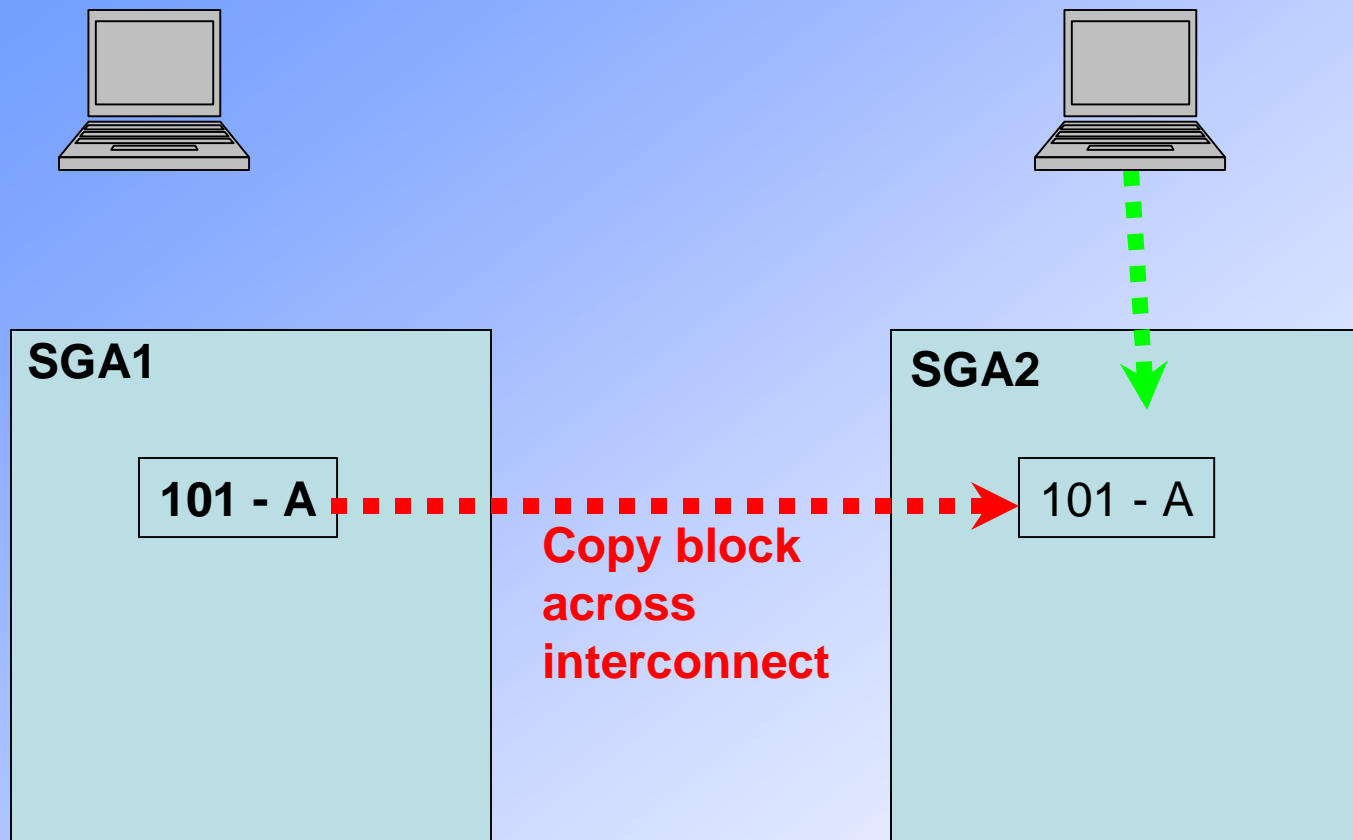 SGA1
SGA2
101 - A
101 - A
Copy block
across
interconnect